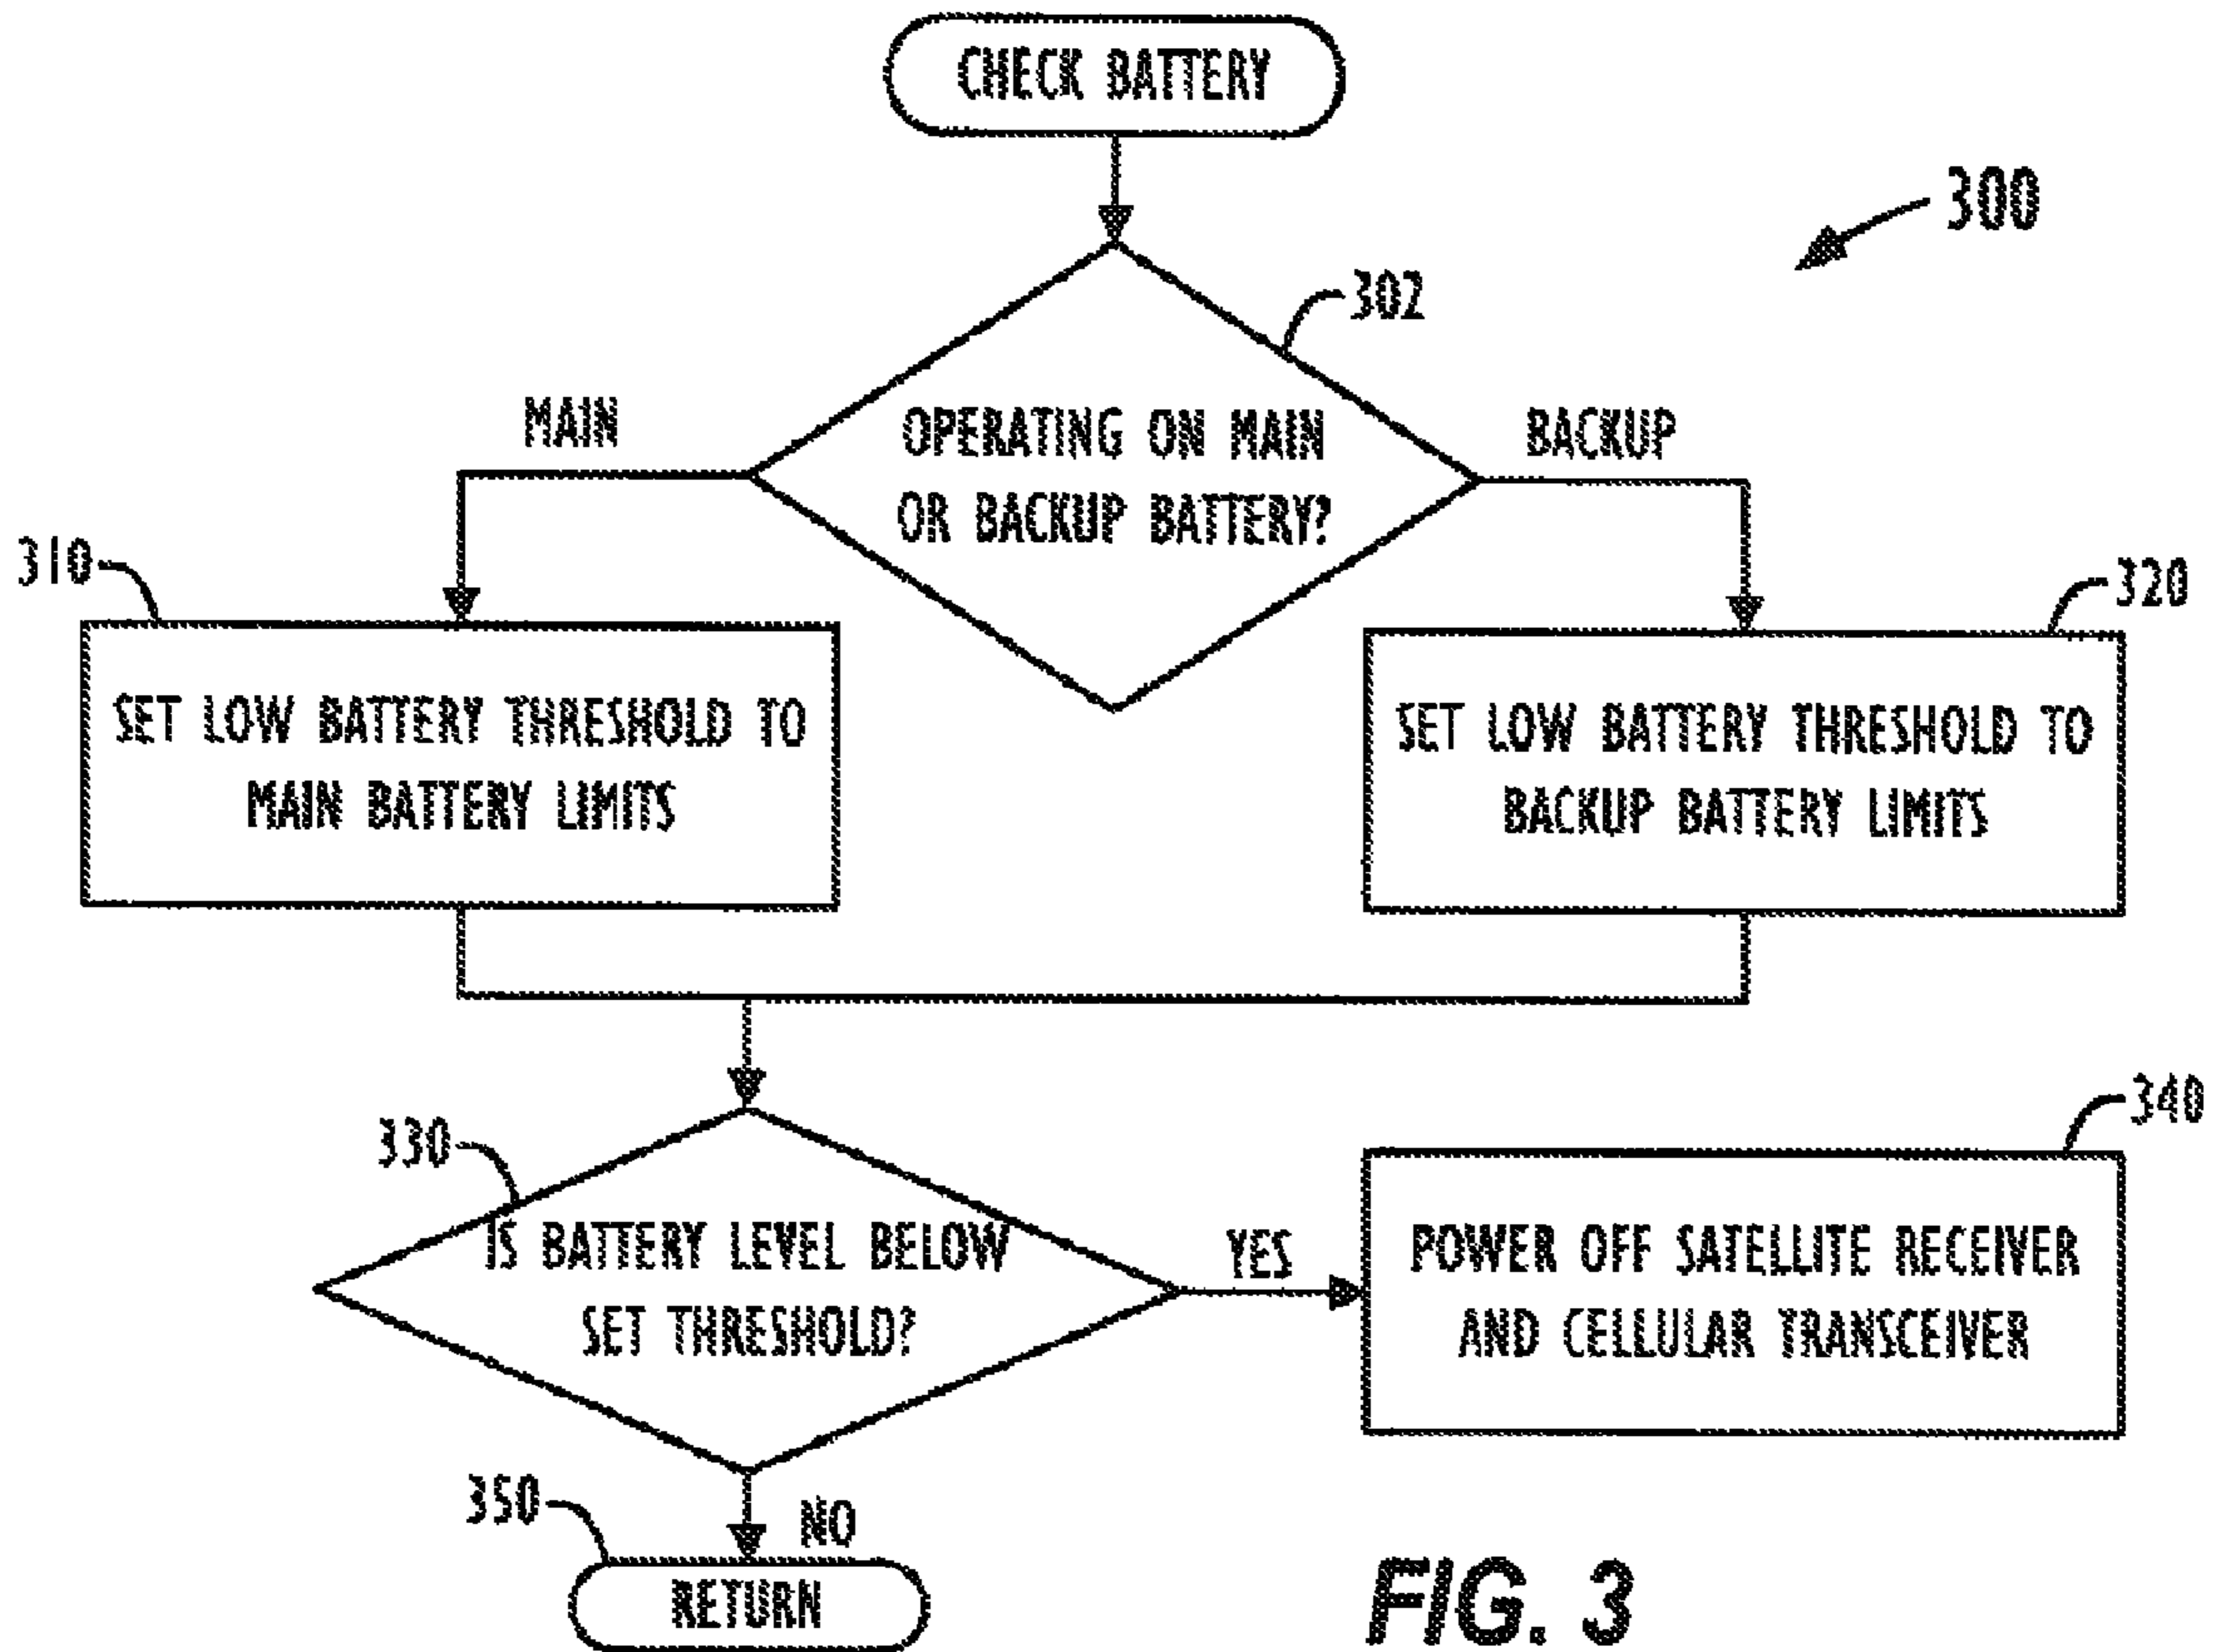 CHECK BATTERY
300
302
MAIN
OPERATING ON MAIN
OR BACKUP BATTERY?
BACKUP
310
320
SET LOW BATTERY THRESHOLD TO
MAIN BATTERY LIMITS
SET LOW BATTERY THRESHOLD TO
BACKUP BATTERY LIMITS
330
340
IS BATTERY LEVEL BELOW
SET THRESHOLD?
YES
POWER OFF SATELLITE RECEIVER
AND CELLULAR TRANSCEIVER
350
NO
RETURN
FIG. 3